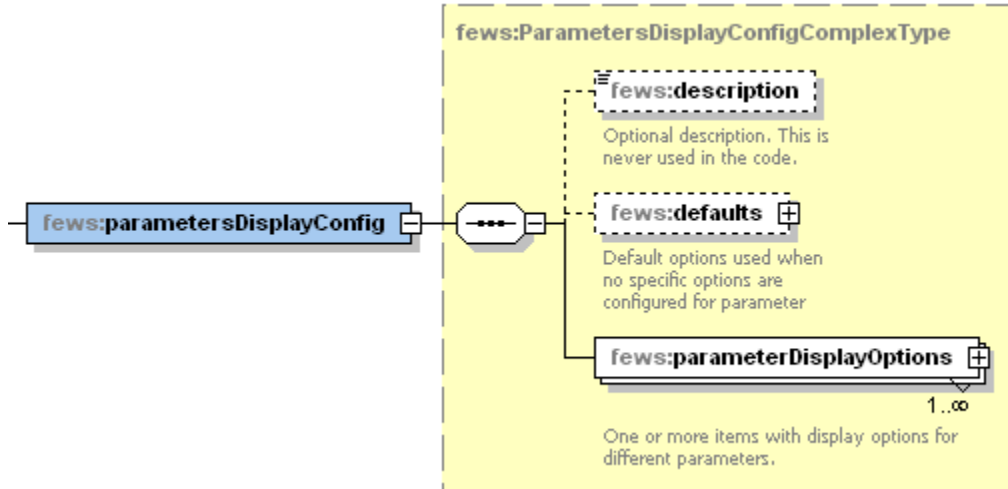 fews:ParametersDisplayConfigComplexType
fews:description
Optional description. This is
never used in the code.
fews:parametersDisplayConfig
fews:defaults
Default options used when
no specific options are
configured for parameter
fews:parameterDisplayOptions
1..∞
One or more items with display options for
different parameters.